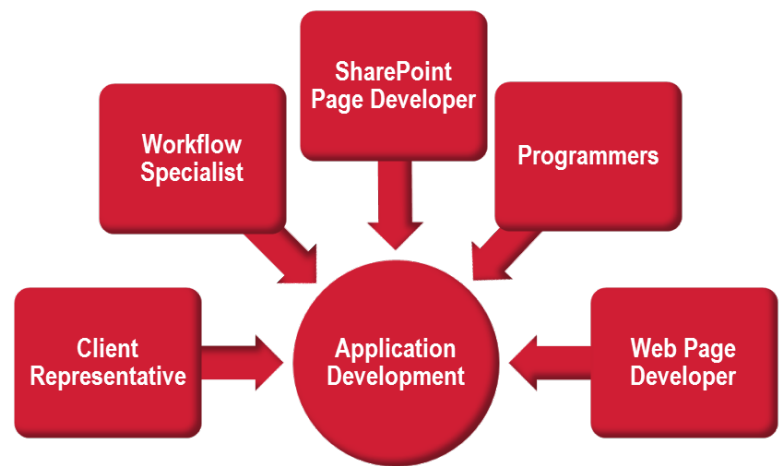 SharePoint
Page Developer
Workflow
Specialist
Programmers
Client
Representative
Application
Development
Web Page
Developer